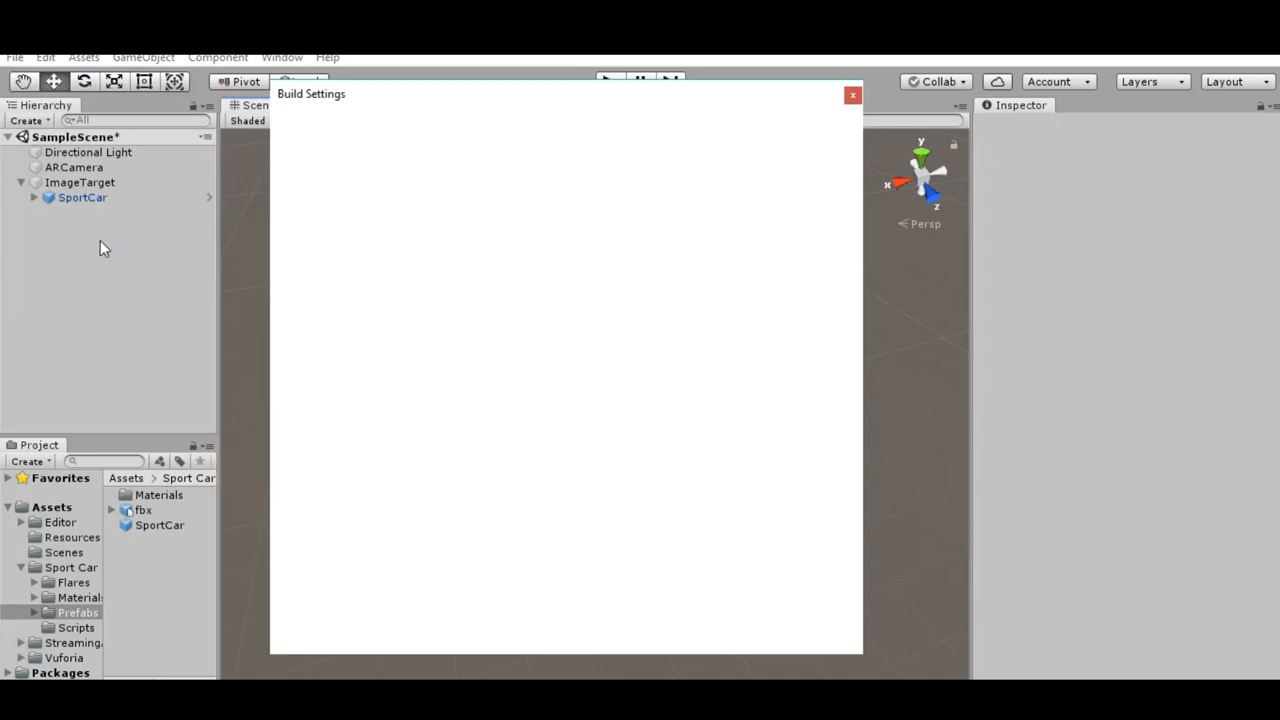 File Edit Assets GameObject Component Window Help
Pivot
Collab
Account
Layers
Layout
Hierarchy
Create
All
SampleScene*
Directional Light
ARCamera
ImageTarget
SportCar
Scen
Shaded
Build Settings
x
y
x
z
Persp
Inspector
Project
Create
Favorites
Assets
Editor
Resources
Scenes
Sport Car
Flares
Material
Prefabs
Scripts
Streaming
Vuforia
Packages
Assets > Sport Car
Materials
fbx
SportCar